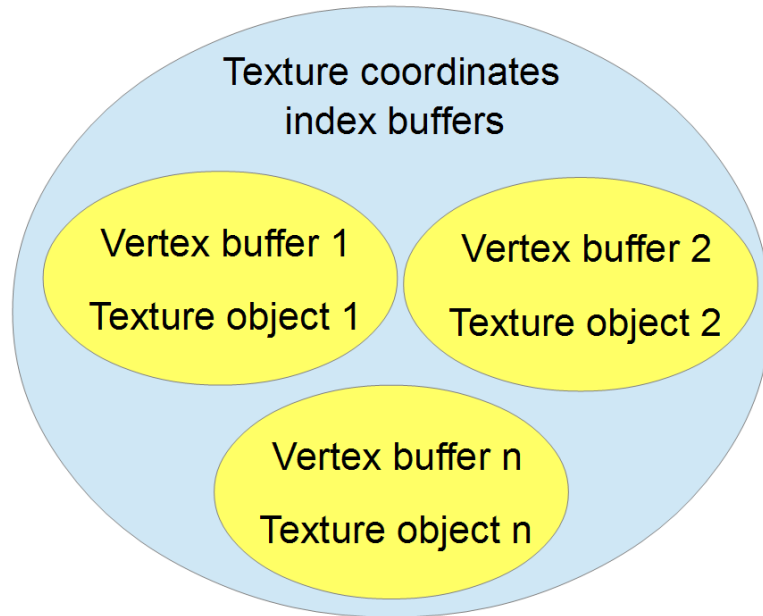 Texture coordinates
index buffers
Vertex buffer 1
Texture object 1
Vertex buffer 2
Texture object 2
Vertex buffer n
Texture object n